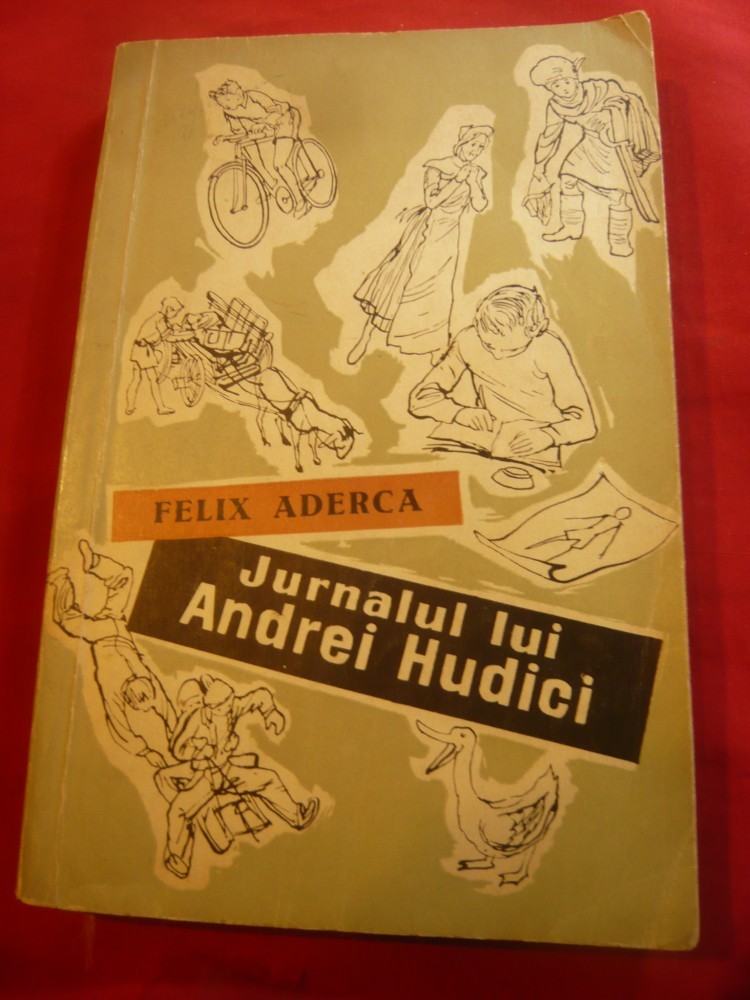 FELIX ADERCA
Jurnalul lui
Andrei Hudici